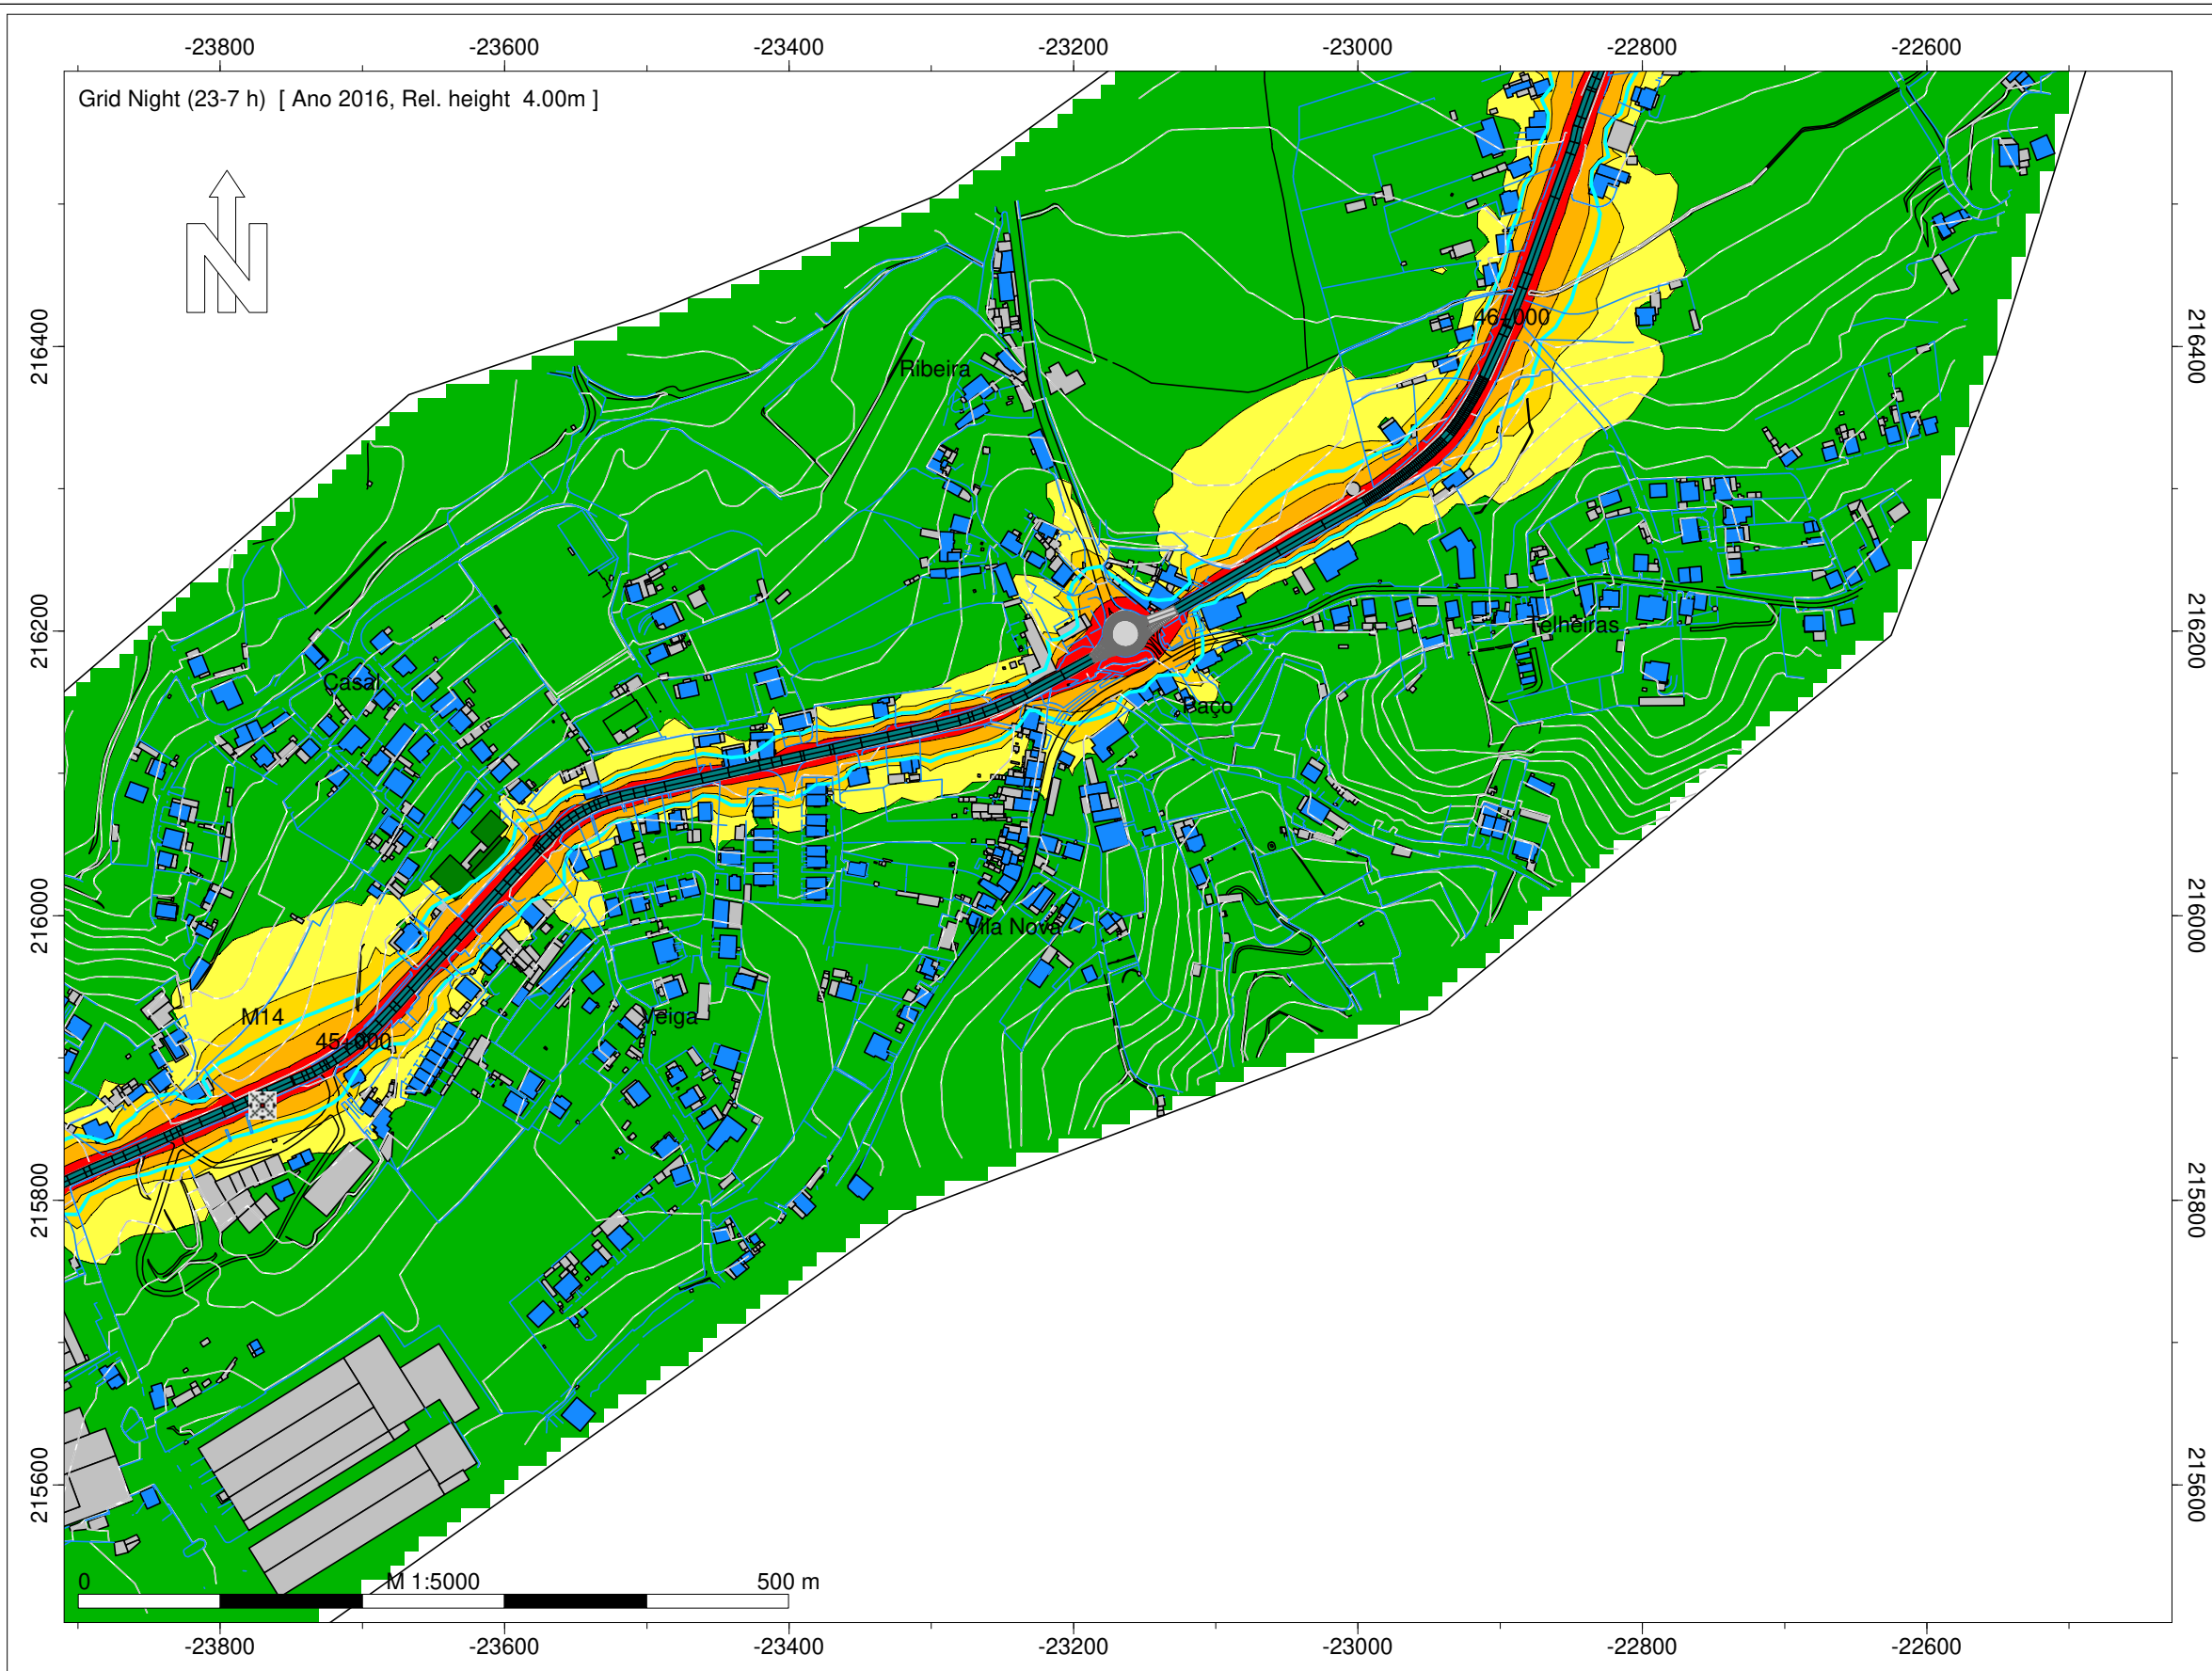 -23800 -23600 -23400 -23200 -23000 -22800 -22600
Grid Night (23-7 h) [ Ano 2016, Rel. height 4.00m ]
N
216400
216400
46+000
Ribeira
216200
216200
Telheiras
Casal
Paço
216000
216000
Vila Nova
M14
Veiga
45+000
215800
215800
215600
215600
0 M 1:5000 500 m
-23800 -23600 -23400 -23200 -23000 -22800 -22600